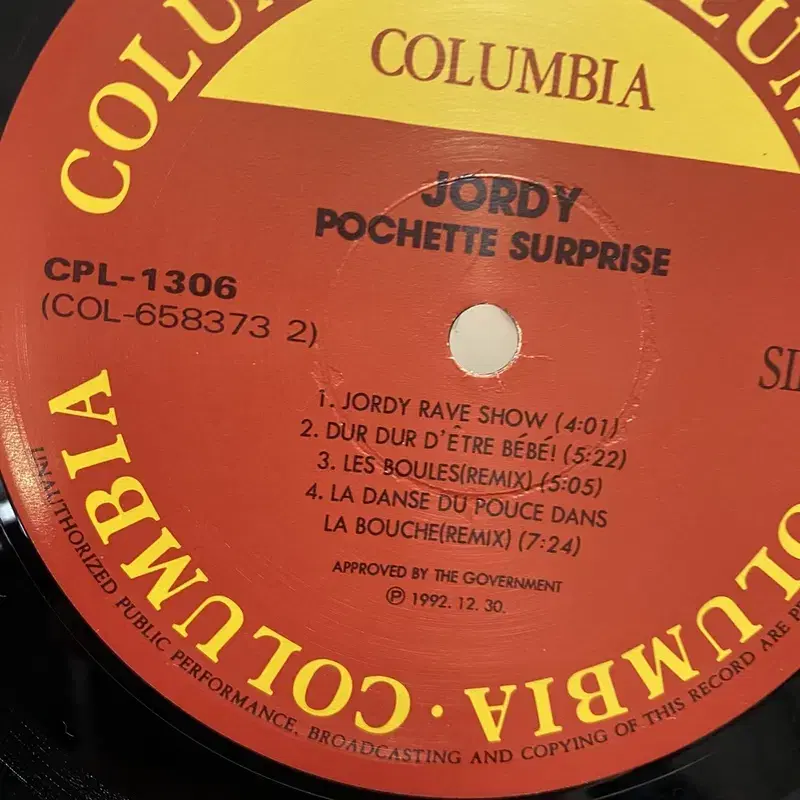 COLUMBIA
COLUMBIA
JORDY
POCHETTE SURPRISE
CPL-1306
(COL-658373 2)
1. JORDY RAVE SHOW (4:01)
2. DUR DUR D'ÊTRE BÉBÉ! (5:22)
3. LES BOULES(REMIX) (5:05)
4. LA DANSE DU POUCE DANS
LA BOUCHE(REMIX) (7:24)
APPROVED BY THE GOVERNMENT
Ⓟ 1992. 12. 30.
COLUMBIA · COLUMBIA
UNAUTHORIZED PUBLIC PERFORMANCE, BROADCASTING AND COPYING OF THIS RECORD ARE